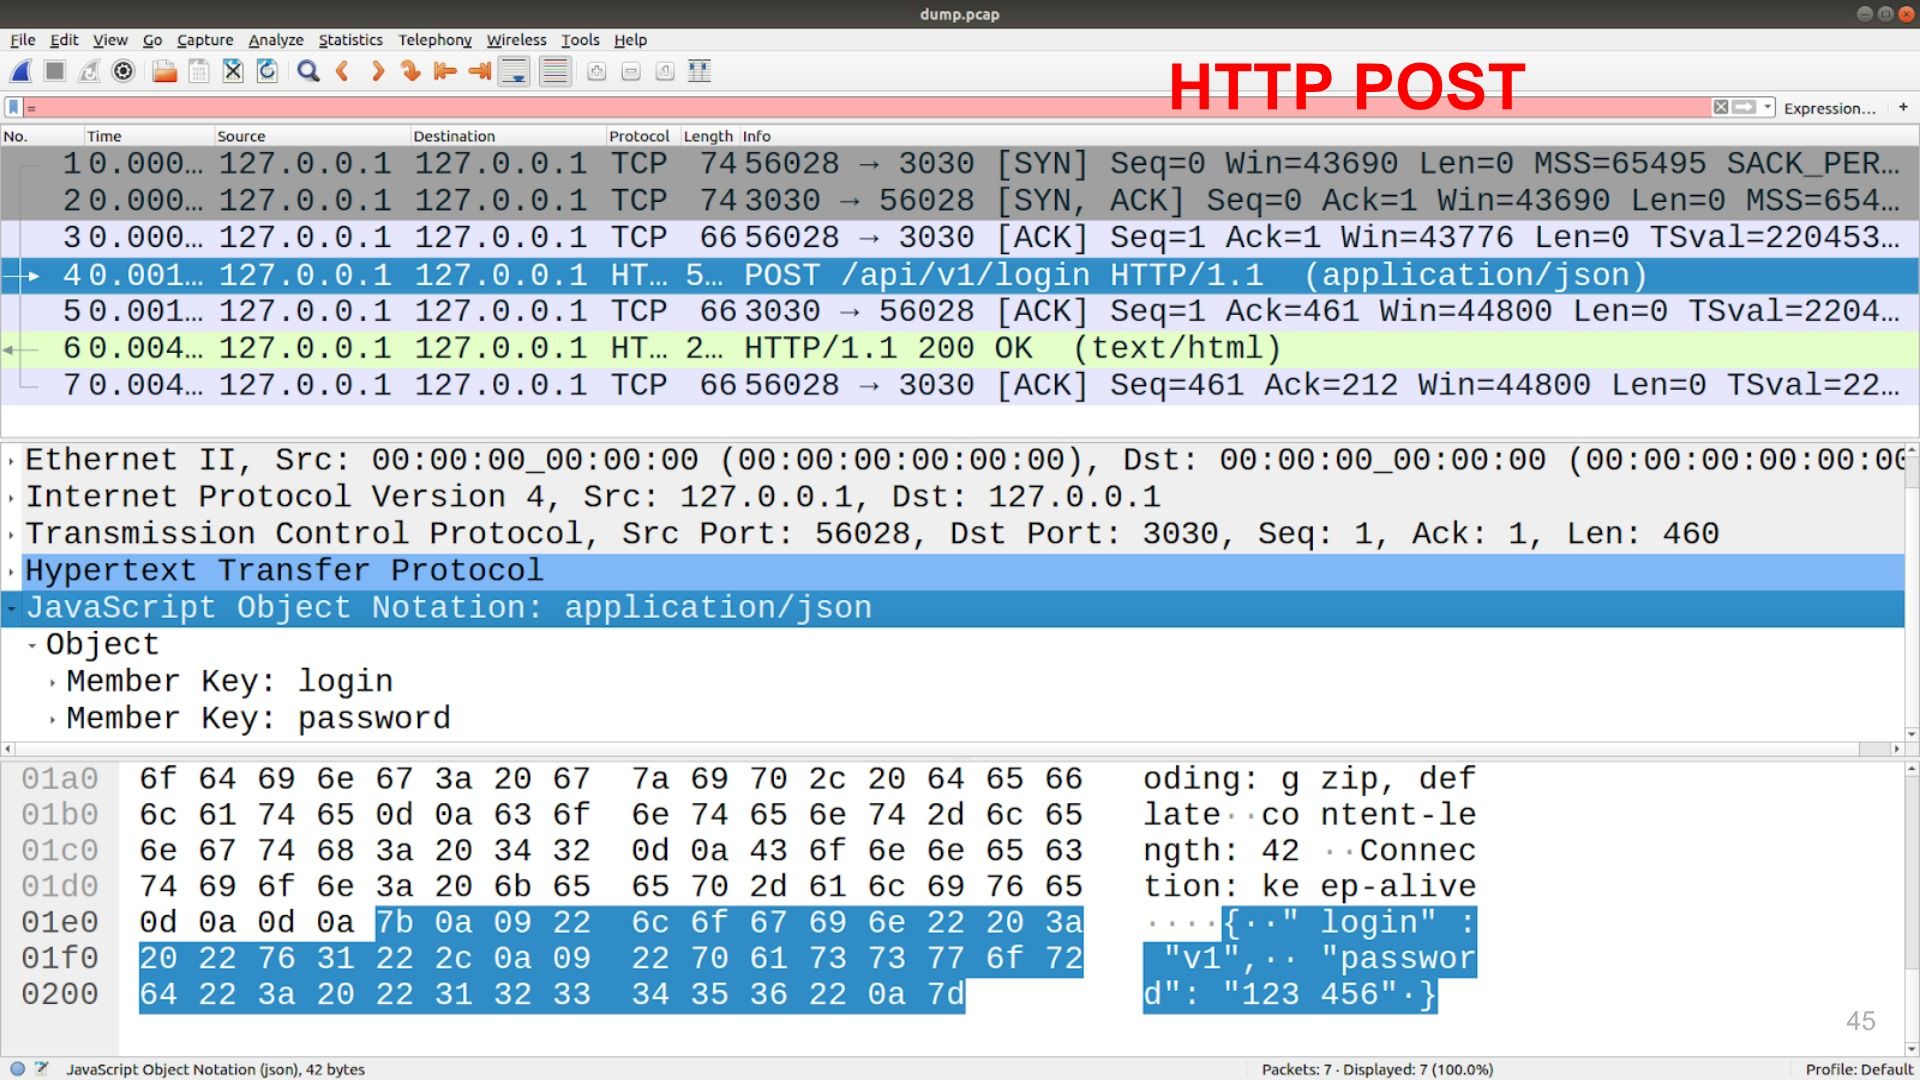 dump.pcap
File Edit View Go Capture Analyze Statistics Telephony Wireless Tools Help
HTTP POST
= Expression… +
No. Time Source Destination Protocol Length Info
1 0.000… 127.0.0.1 127.0.0.1 TCP 74 56028 → 3030 [SYN] Seq=0 Win=43690 Len=0 MSS=65495 SACK_PER…
2 0.000… 127.0.0.1 127.0.0.1 TCP 74 3030 → 56028 [SYN, ACK] Seq=0 Ack=1 Win=43690 Len=0 MSS=654…
3 0.000… 127.0.0.1 127.0.0.1 TCP 66 56028 → 3030 [ACK] Seq=1 Ack=1 Win=43776 Len=0 TSval=220453…
4 0.001… 127.0.0.1 127.0.0.1 HT… 5… POST /api/v1/login HTTP/1.1 (application/json)
5 0.001… 127.0.0.1 127.0.0.1 TCP 66 3030 → 56028 [ACK] Seq=1 Ack=461 Win=44800 Len=0 TSval=2204…
6 0.004… 127.0.0.1 127.0.0.1 HT… 2… HTTP/1.1 200 OK (text/html)
7 0.004… 127.0.0.1 127.0.0.1 TCP 66 56028 → 3030 [ACK] Seq=461 Ack=212 Win=44800 Len=0 TSval=22…
Ethernet II, Src: 00:00:00_00:00:00 (00:00:00:00:00:00), Dst: 00:00:00_00:00:00 (00:00:00:00:00:00
Internet Protocol Version 4, Src: 127.0.0.1, Dst: 127.0.0.1
Transmission Control Protocol, Src Port: 56028, Dst Port: 3030, Seq: 1, Ack: 1, Len: 460
Hypertext Transfer Protocol
JavaScript Object Notation: application/json
Object
Member Key: login
Member Key: password
01a0 6f 64 69 6e 67 3a 20 67 7a 69 70 2c 20 64 65 66 oding: g zip, def
01b0 6c 61 74 65 0d 0a 63 6f 6e 74 65 6e 74 2d 6c 65 late··co ntent-le
01c0 6e 67 74 68 3a 20 34 32 0d 0a 43 6f 6e 6e 65 63 ngth: 42 ··Connec
01d0 74 69 6f 6e 3a 20 6b 65 65 70 2d 61 6c 69 76 65 tion: ke ep-alive
01e0 0d 0a 0d 0a 7b 0a 09 22 6c 6f 67 69 6e 22 20 3a ····{··" login" :
01f0 20 22 76 31 22 2c 0a 09 22 70 61 73 73 77 6f 72 "v1",·· "passwor
0200 64 22 3a 20 22 31 32 33 34 35 36 22 0a 7d d": "123 456"·}
45
JavaScript Object Notation (json), 42 bytes Packets: 7 · Displayed: 7 (100.0%) Profile: Default